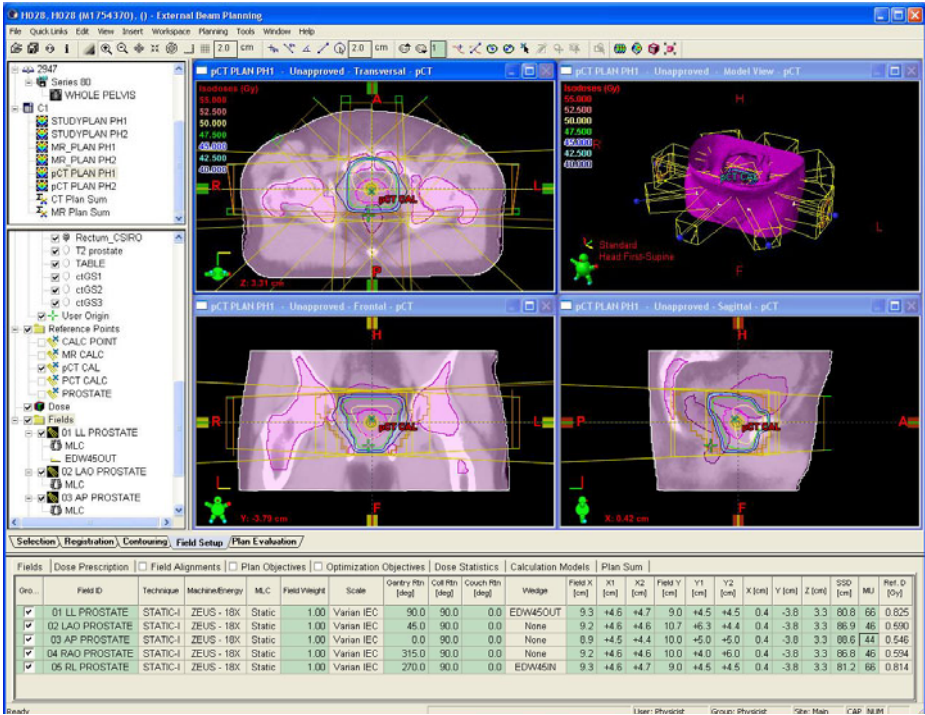 H028, H028 (M1754370), () - External Beam Planning
File Quick Links Edit View Insert Workspace Planning Tools Window Help
2.0 cm 2.0 cm 1
2947
Series 80
WHOLE PELVIS
C1
STUDYPLAN PH1
STUDYPLAN PH2
MR_PLAN PH1
MR_PLAN PH2
pCT PLAN PH1
pCT PLAN PH2
CT Plan Sum
MR Plan Sum
Rectum_CSIRO
T2 prostate
TABLE
ctGS1
ctGS2
ctGS3
User Origin
Reference Points
CALC POINT
MR CALC
pCT CAL
PCT CALC
PROSTATE
Dose
Fields
01 LL PROSTATE
MLC
EDW45OUT
02 LAO PROSTATE
MLC
03 AP PROSTATE
MLC
pCT PLAN PH1 - Unapproved - Transversal - pCT
Isodoses (Gy)
55.000
52.500
50.000
47.500
45.000
42.500
40.000
A
R
L
pCT CAL
P
Z: 3.31 cm
pCT PLAN PH1 - Unapproved - Model View - pCT
Isodoses (Gy)
55.000
52.500
50.000
47.500
45.000
42.500
40.000
H
R
pCT CAL
L
Standard
Head First-Supine
F
pCT PLAN PH1 - Unapproved - Frontal - pCT
H
R
L
pCT CAL
F
Y: -3.79 cm
pCT PLAN PH1 - Unapproved - Sagittal - pCT
H
P
A
pCT CAL
F
X: 0.42 cm
Selection Registration Contouring Field Setup Plan Evaluation
Fields Dose Prescription Field Alignments Plan Objectives Optimization Objectives Dose Statistics Calculation Models Plan Sum
Gro... Field ID Technique Machine/Energy MLC Field Weight Scale Gantry Rtn [deg] Coll Rtn [deg] Couch Rtn [deg] Wedge Field X [cm] X1 [cm] X2 [cm] Field Y [cm] Y1 [cm] Y2 [cm] X [cm] Y [cm] Z [cm] SSD [cm] MU Ref. D [Gy]
01 LL PROSTATE STATIC-I ZEUS - 18X Static 1.00 Varian IEC 90.0 90.0 0.0 EDW45OUT 9.3 +4.6 +4.7 9.0 +4.5 +4.5 0.4 -3.8 3.3 80.8 66 0.825
02 LAO PROSTATE STATIC-I ZEUS - 18X Static 1.00 Varian IEC 45.0 90.0 0.0 None 9.2 +4.6 +4.6 10.7 +6.3 +4.4 0.4 -3.8 3.3 86.9 46 0.590
03 AP PROSTATE STATIC-I ZEUS - 18X Static 1.00 Varian IEC 0.0 90.0 0.0 None 8.9 +4.5 +4.4 10.0 +5.0 +5.0 0.4 -3.8 3.3 88.6 44 0.546
04 RAO PROSTATE STATIC-I ZEUS - 18X Static 1.00 Varian IEC 315.0 90.0 0.0 None 9.2 +4.6 +4.6 10.0 +4.0 +6.0 0.4 -3.8 3.3 86.8 46 0.594
05 RL PROSTATE STATIC-I ZEUS - 18X Static 1.00 Varian IEC 270.0 90.0 0.0 EDW45IN 9.3 +4.6 +4.7 9.0 +4.5 +4.5 0.4 -3.8 3.3 81.2 66 0.814
Ready User: Physicist Group: Physicist Site: Main CAP NUM